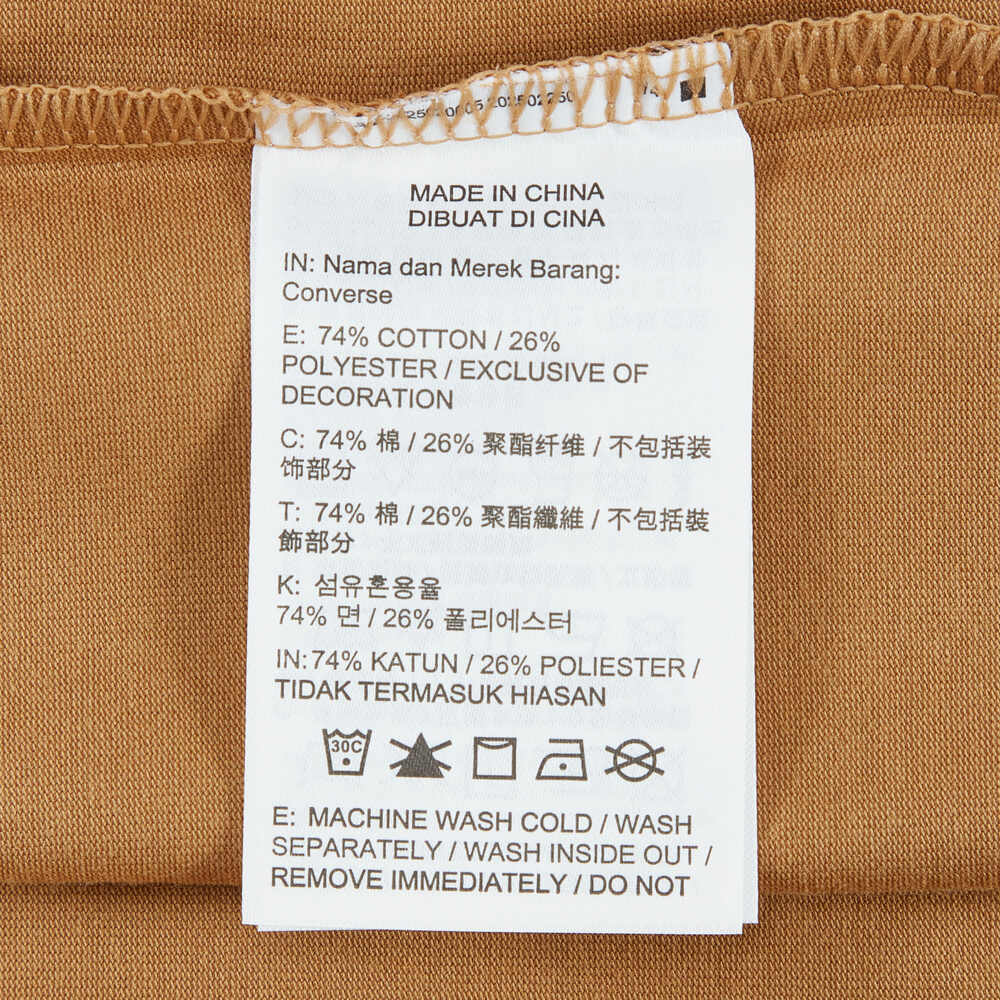 202502250
74
MADE IN CHINA
DIBUAT DI CINA
IN: Nama dan Merek Barang:
Converse
E: 74% COTTON / 26%
POLYESTER / EXCLUSIVE OF
DECORATION
C: 74% 棉 / 26% 聚酯纤维 / 不包括装
饰部分
T: 74% 棉 / 26% 聚酯纖維 / 不包括裝
飾部分
K: 섬유혼용율
74% 면 / 26% 폴리에스터
IN:74% KATUN / 26% POLIESTER /
TIDAK TERMASUK HIASAN
30C
E: MACHINE WASH COLD / WASH
SEPARATELY / WASH INSIDE OUT /
REMOVE IMMEDIATELY / DO NOT